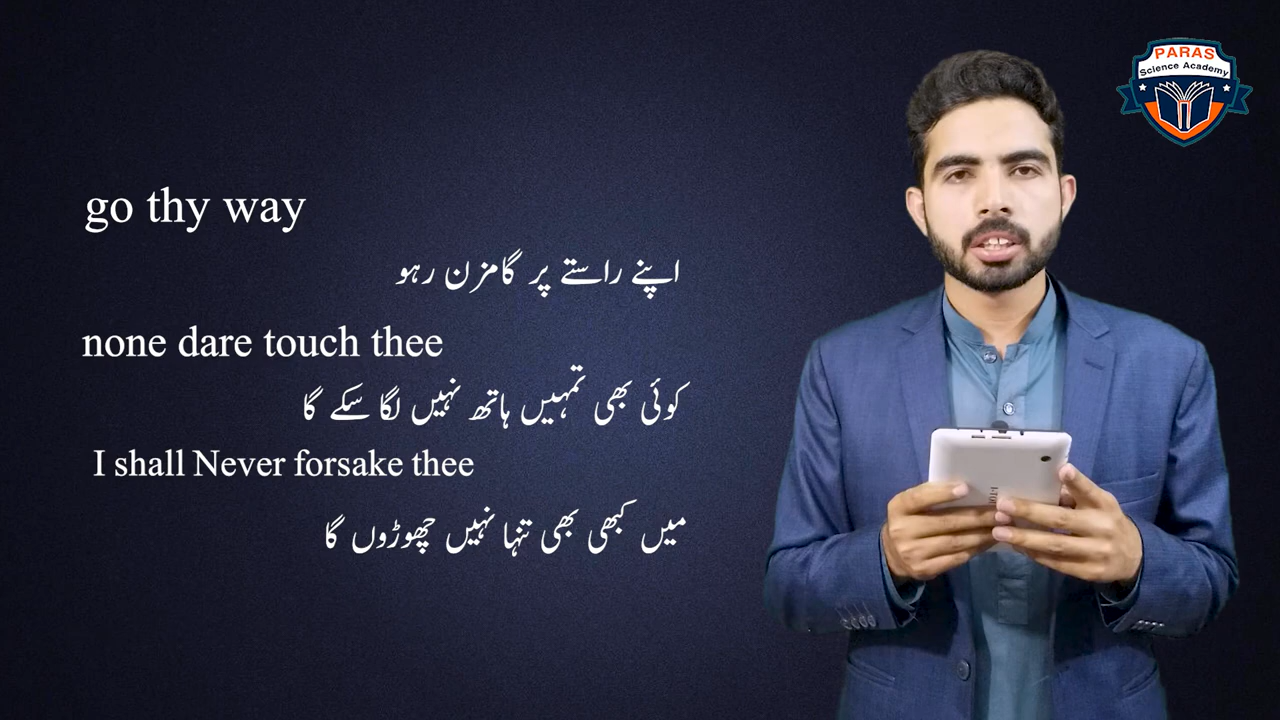 PARAS
Science Academy
go thy way
اپنے راستے پر گامزن رہو
none dare touch thee
کوئی بھی تمہیں ہاتھ نہیں لگا سکے گا
I shall Never forsake thee
میں کبھی بھی تنہا نہیں چھوڑوں گا